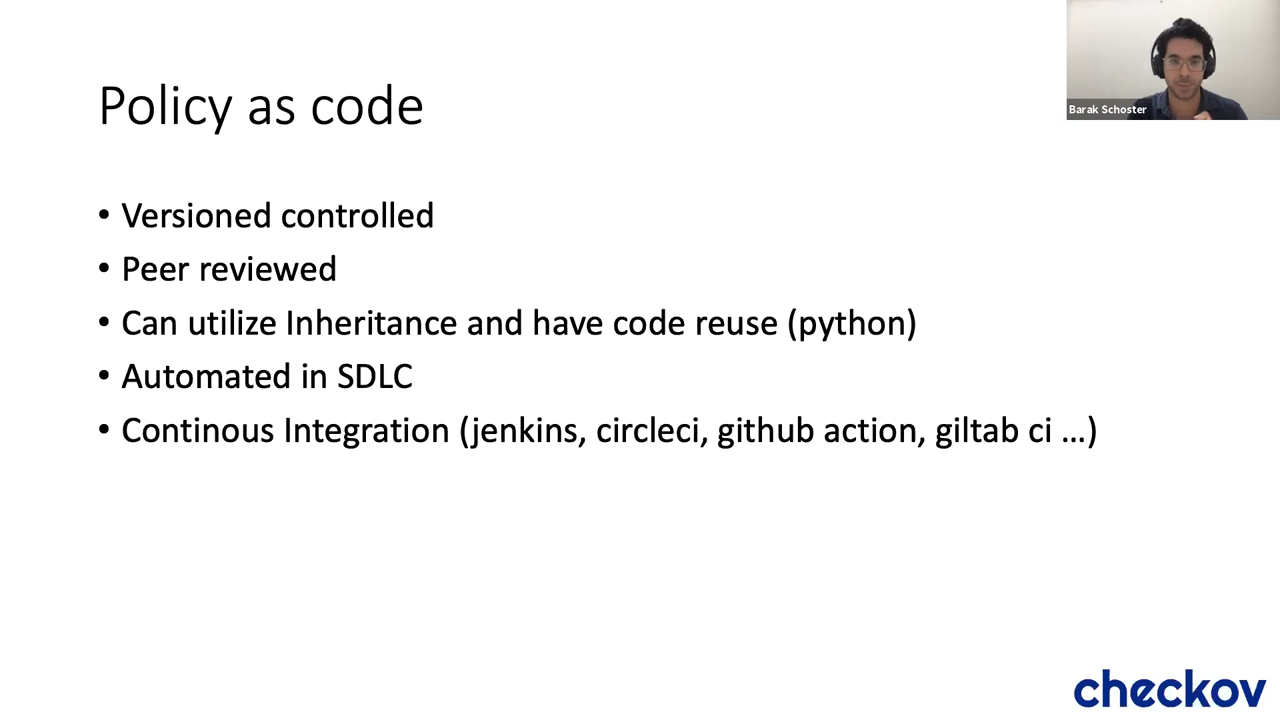 Policy as code
Barak Schoster
• Versioned controlled
• Peer reviewed
• Can utilize Inheritance and have code reuse (python)
• Automated in SDLC
• Continous Integration (jenkins, circleci, github action, giltab ci ...)
checkov